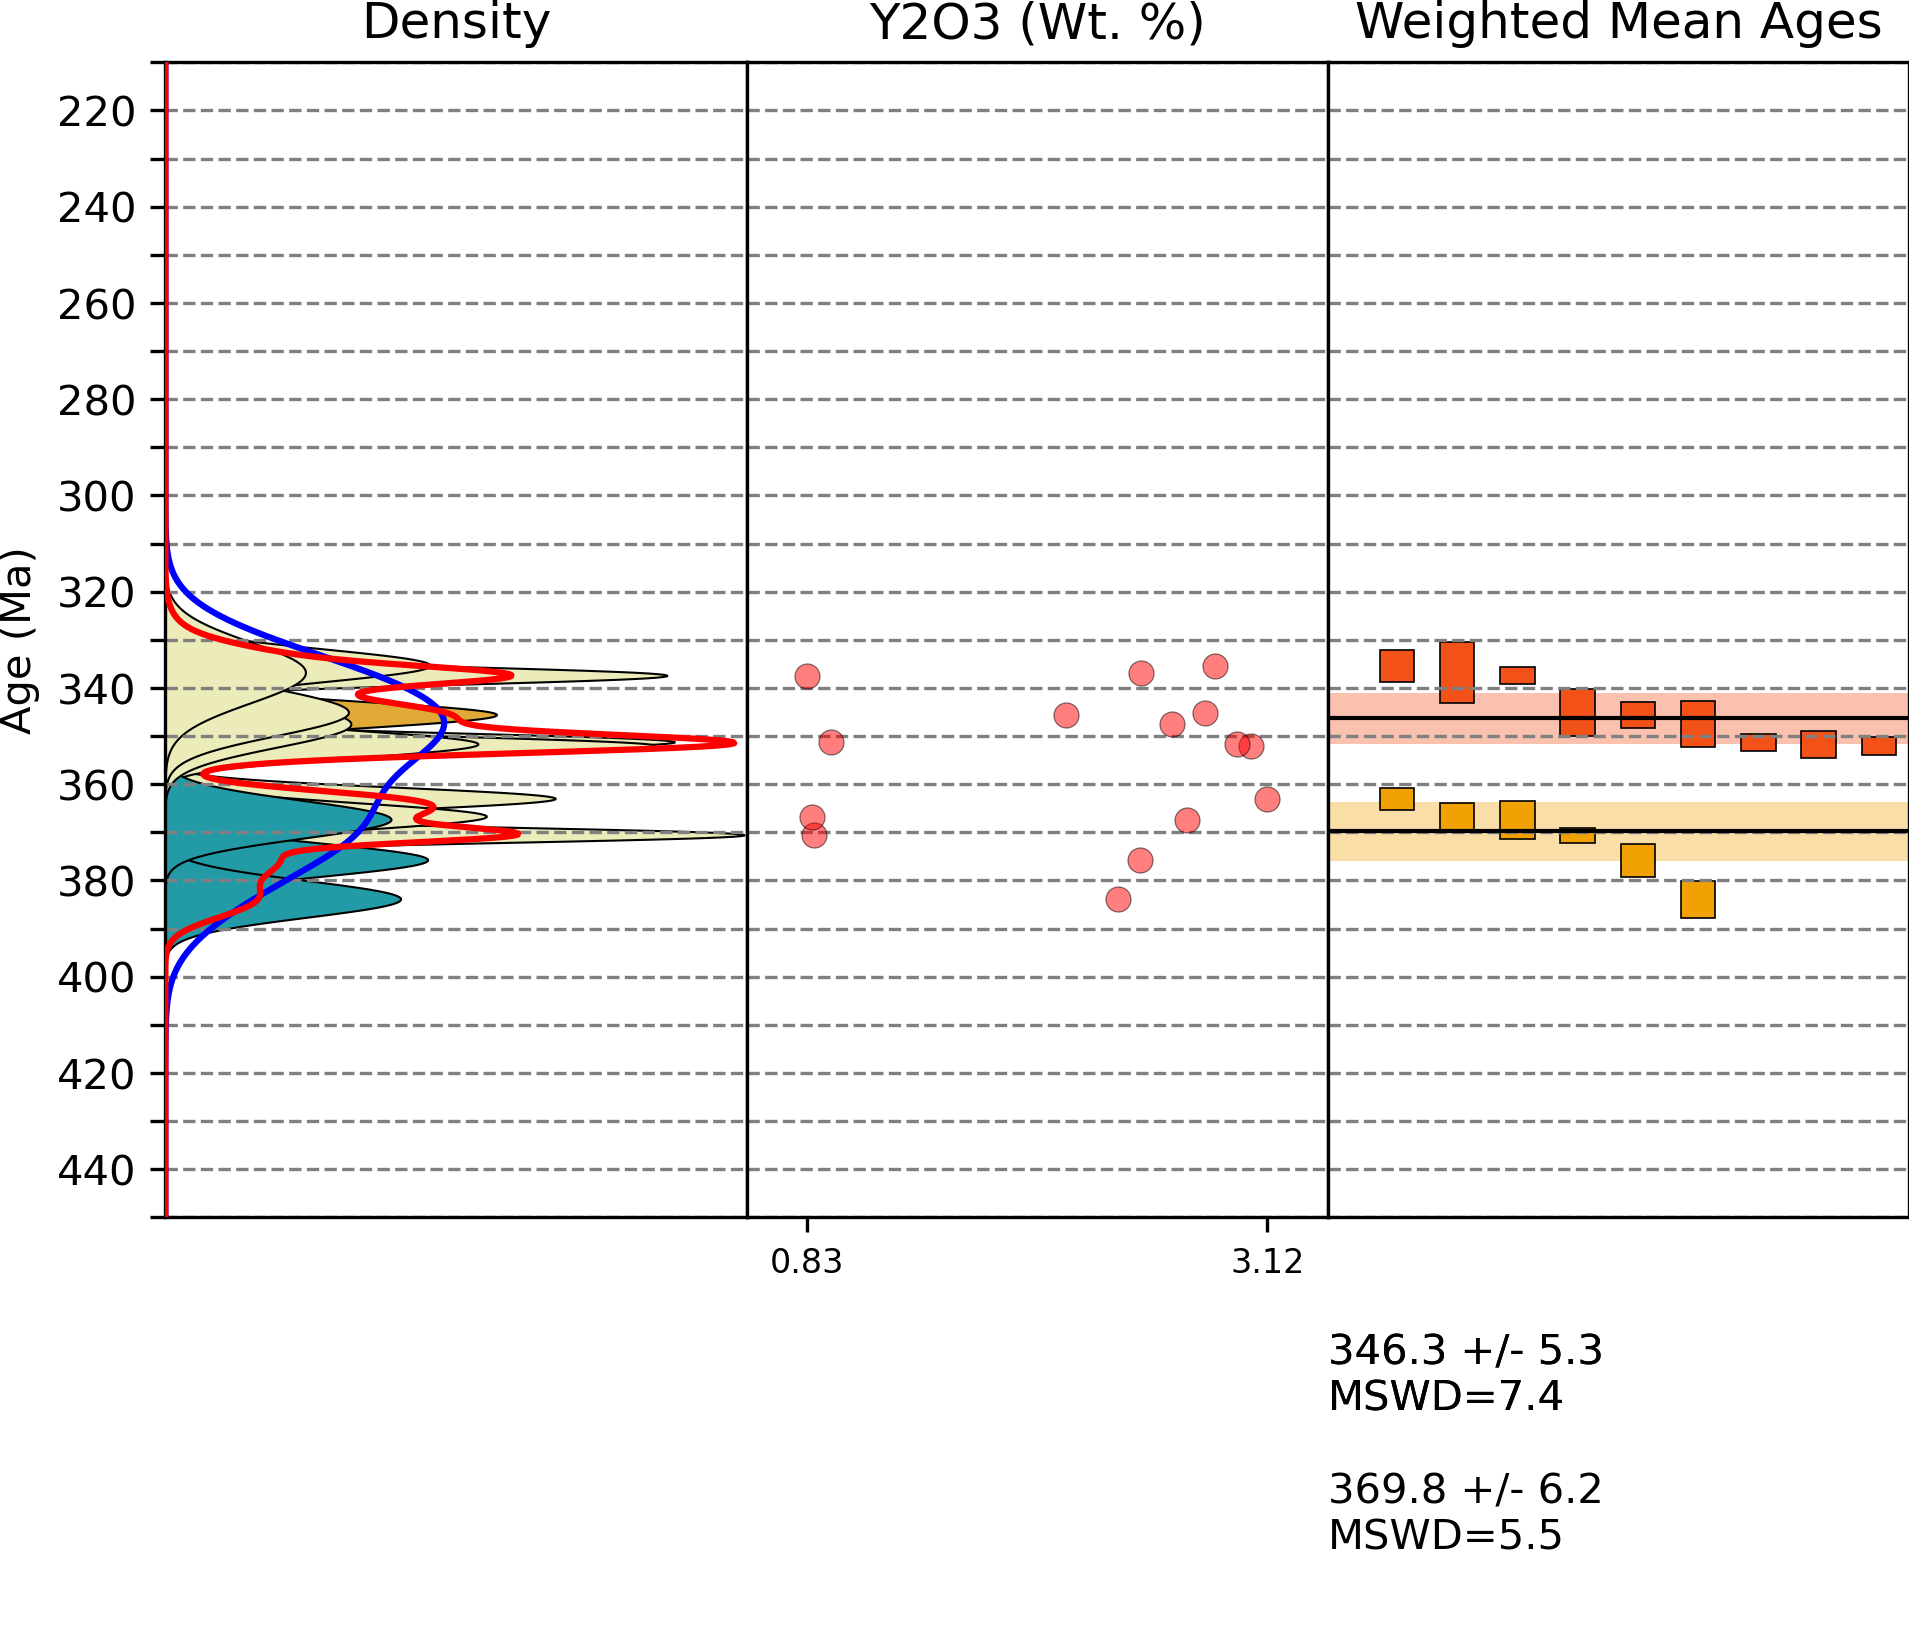 Density
Y2O3 (Wt. %)
Weighted Mean Ages
Age (Ma)
220
240
260
280
300
320
340
360
380
400
420
440
0.83
3.12
346.3 +/- 5.3
MSWD=7.4
369.8 +/- 6.2
MSWD=5.5